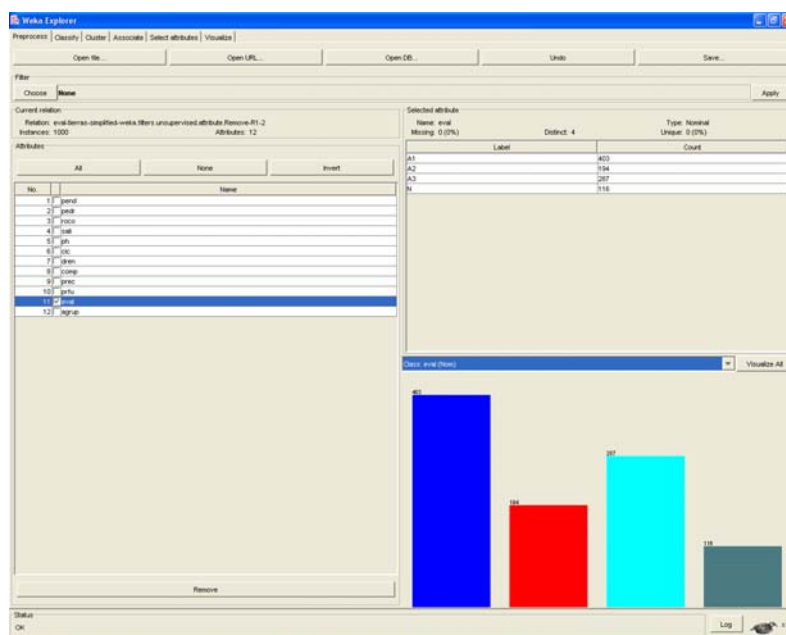 Weka Explorer
Preprocess Classify Cluster Associate Select attributes Visualize
Open file... Open URL... Open DB... Undo Save...
Filter
Choose None Apply
Current relation
Relation: eval-tierras-simplified-weka.filters.unsupervised.attribute.Remove-R1-2
Instances: 1000 Attributes: 12
Attributes
All None Invert
No. Name
1 pend
2 pedr
3 roco
4 sali
5 ph
6 cic
7 dren
8 comp
9 prec
10 prfu
11 eval
12 agrup
Remove
Selected attribute
Name: eval Type: Nominal
Missing: 0 (0%) Distinct: 4 Unique: 0 (0%)
Label Count
A1 403
A2 194
A3 287
N 116
Class: eval (Nom) Visualize All
403
194
287
116
Status
OK Log x